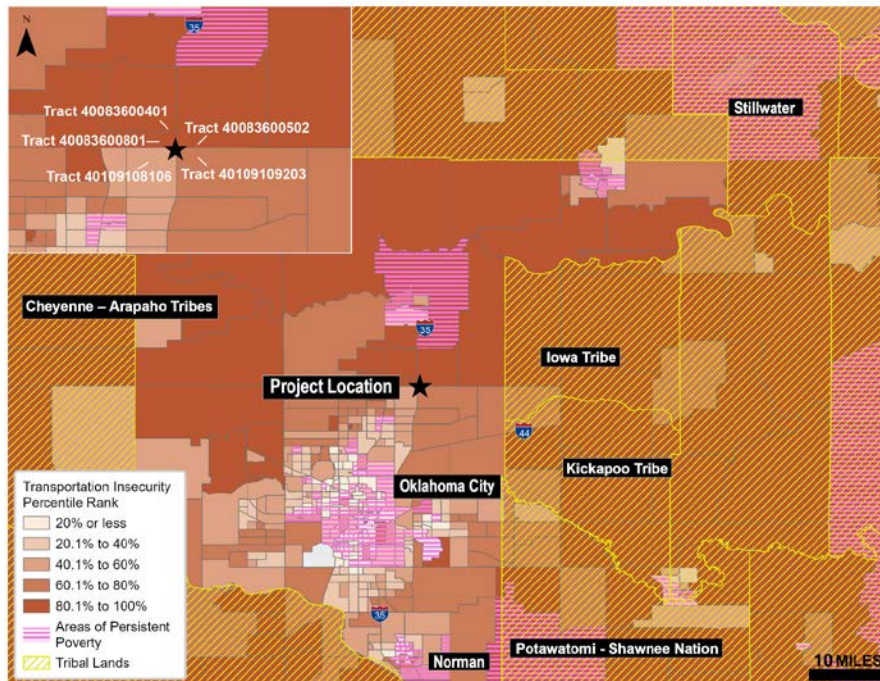 N
35
Tract 40083600401
Tract 40083600502
Tract 40083600801
Tract 40109108106
Tract 40109109203
Stillwater
Cheyenne – Arapaho Tribes
35
Iowa Tribe
Project Location
44
Kickapoo Tribe
Oklahoma City
Transportation Insecurity
Percentile Rank
20% or less
20.1% to 40%
40.1% to 60%
60.1% to 80%
80.1% to 100%
Areas of Persistent
Poverty
Tribal Lands
35
Norman
Potawatomi - Shawnee Nation
10 MILES